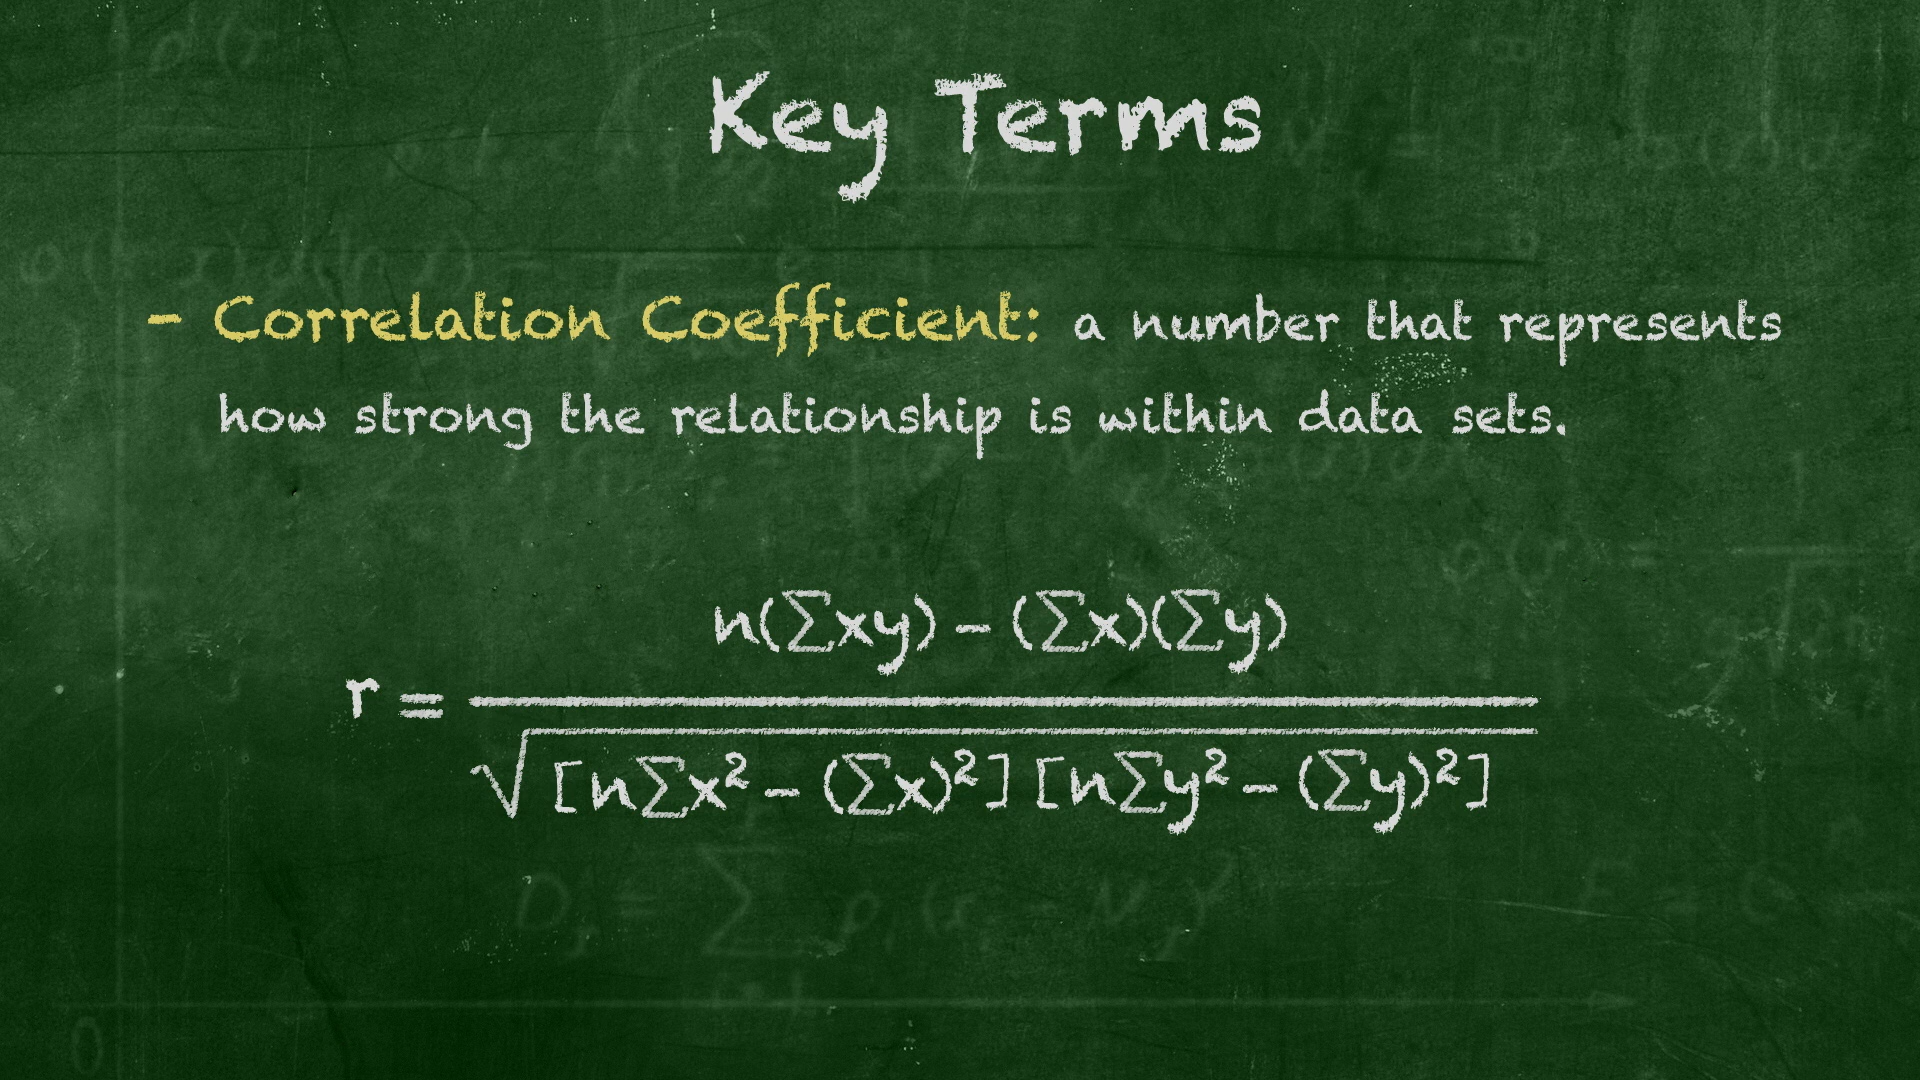 Key Terms
- Correlation Coefficient: a number that represents
how strong the relationship is within data sets.
n(∑xy) - (∑x)(∑y)
r =
√[n∑x² - (∑x)²] [n∑y² - (∑y)²]